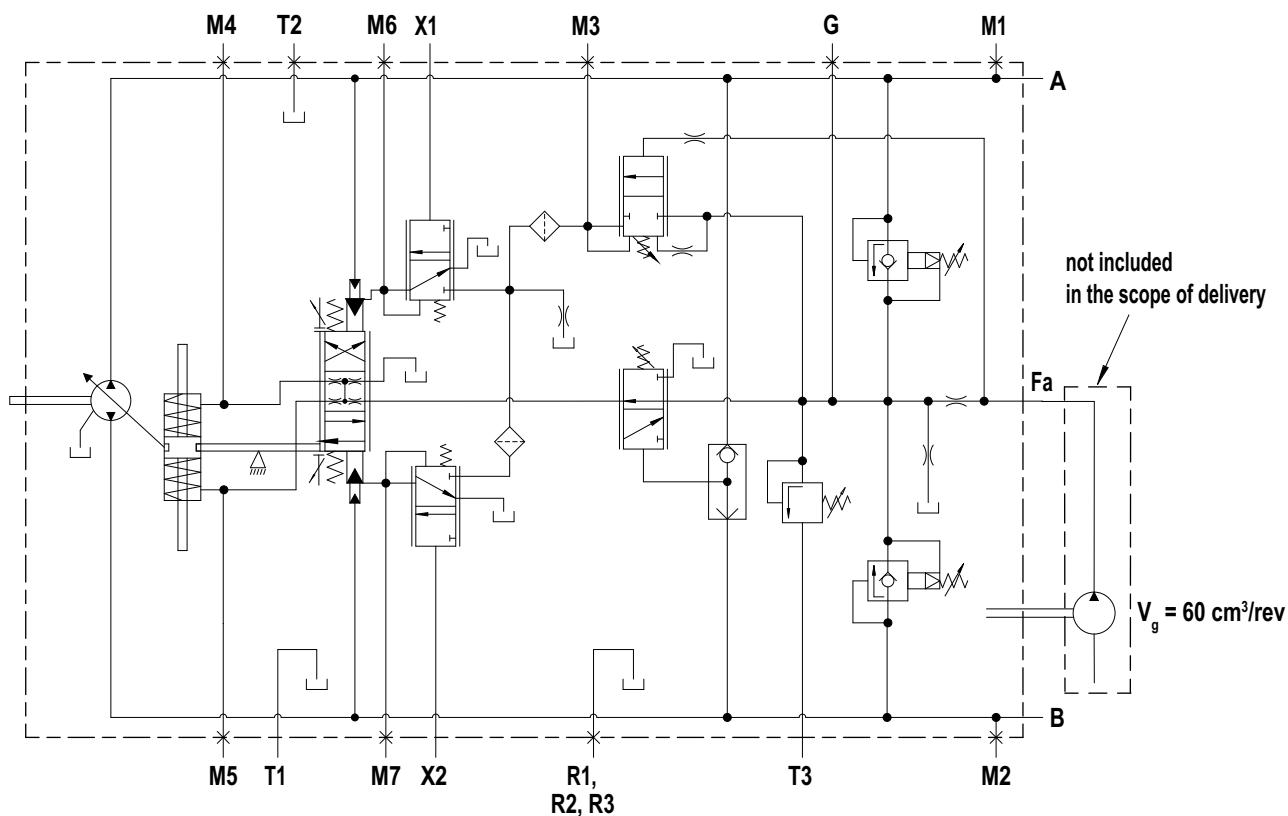 M4 T2 M6 X1 M3 G M1
A
not included
in the scope of delivery
Fa
Vg = 60 cm³/rev
B
M5 T1 M7 X2 R1, T3 M2
R2, R3